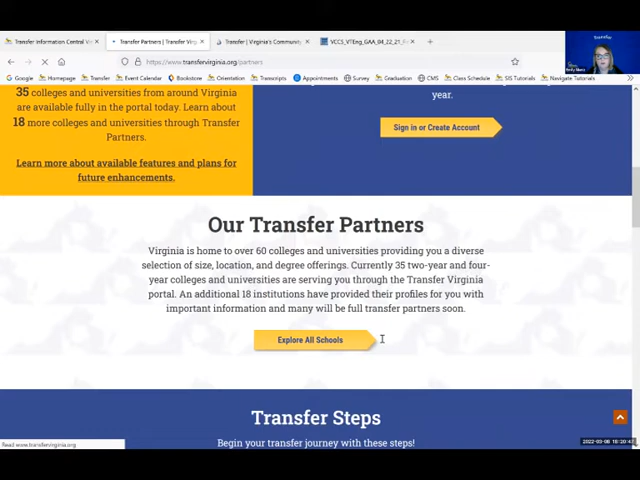 Transfer Information Central V
Transfer Partners | Transfer Virg
Transfer | Virginia's Community
VCCS_VTEng_GAA_04_22_21_F
https://www.transfervirginia.org/partners
Google Homepage Transfer Event Calendar Bookstore Orientation Transcripts Appointments Survey Graduation CMS Class Schedule SIS Tutorials Navigate Tutorials
transfer
35 colleges and universities from around Virginia
are available fully in the portal today. Learn about
18 more colleges and universities through Transfer
Partners.
Learn more about available features and plans for
future enhancements.
year.
Sign in or Create Account
Our Transfer Partners
Virginia is home to over 60 colleges and universities providing you a diverse
selection of size, location, and degree offerings. Currently 35 two-year and four-
year colleges and universities are serving you through the Transfer Virginia
portal. An additional 18 institutions have provided their profiles for you with
important information and many will be full transfer partners soon.
Explore All Schools
Transfer Steps
Begin your transfer journey with these steps!
Read www.transfervirginia.org